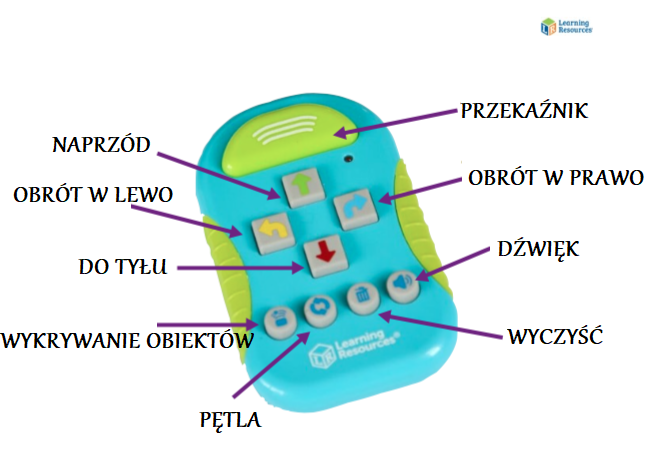 Learning
Resources®
PRZEKAŹNIK
NAPRZÓD
OBRÓT W PRAWO
OBRÓT W LEWO
DŹWIĘK
DO TYŁU
WYKRYWANIE OBIEKTÓW
WYCZYŚĆ
Learning
Resources®
PĘTLA